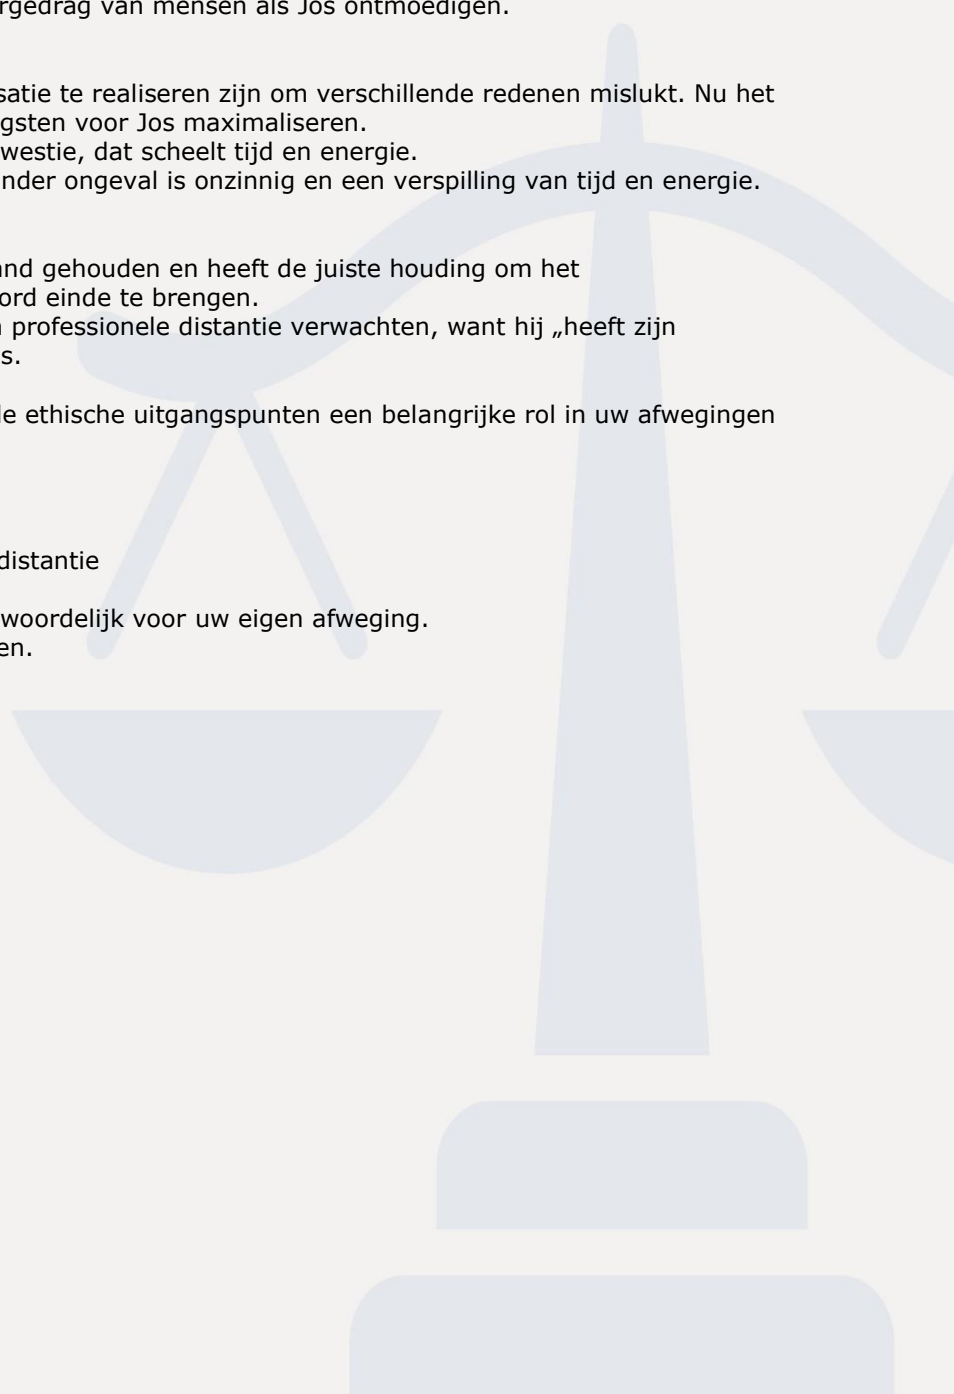 rgedrag van mensen als Jos ontmoedigen.
satie te realiseren zijn om verschillende redenen mislukt. Nu het
gsten voor Jos maximaliseren.
westie, dat scheelt tijd en energie.
nder ongeval is onzinnig en een verspilling van tijd en energie.
and gehouden en heeft de juiste houding om het
ord einde te brengen.
n professionele distantie verwachten, want hij „heeft zijn
s.
de ethische uitgangspunten een belangrijke rol in uw afwegingen
distantie
woordelijk voor uw eigen afweging.
en.